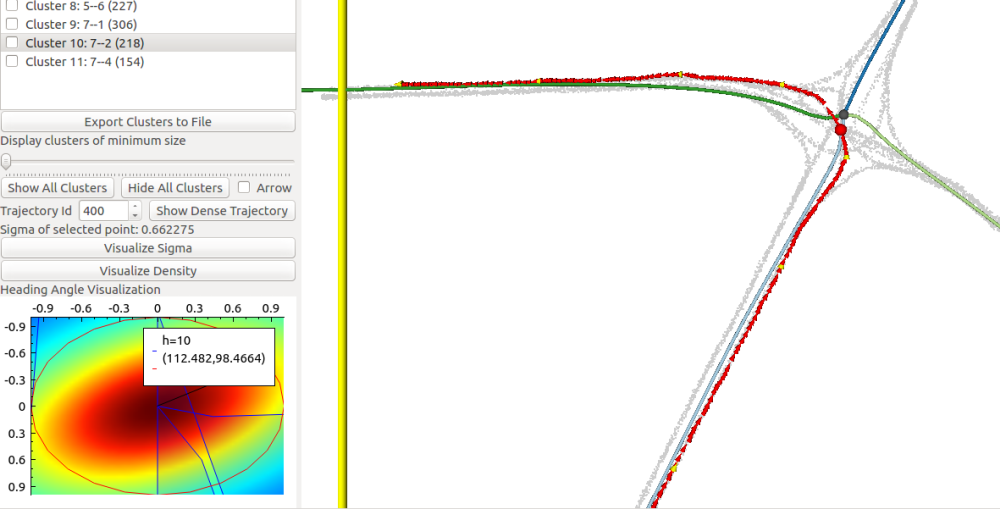 Cluster 8: 5--6 (227)
Cluster 9: 7--1 (306)
Cluster 10: 7--2 (218)
Cluster 11: 7--4 (154)
Export Clusters to File
Display clusters of minimum size
Show All Clusters Hide All Clusters Arrow
Trajectory Id 400 Show Dense Trajectory
Sigma of selected point: 0.662275
Visualize Sigma
Visualize Density
Heading Angle Visualization
-0.9 -0.6 -0.3 0 0.3 0.6 0.9
-0.9
h=10
-0.6 (112.482,98.4664)
-0.3
0
0.3
0.6
0.9